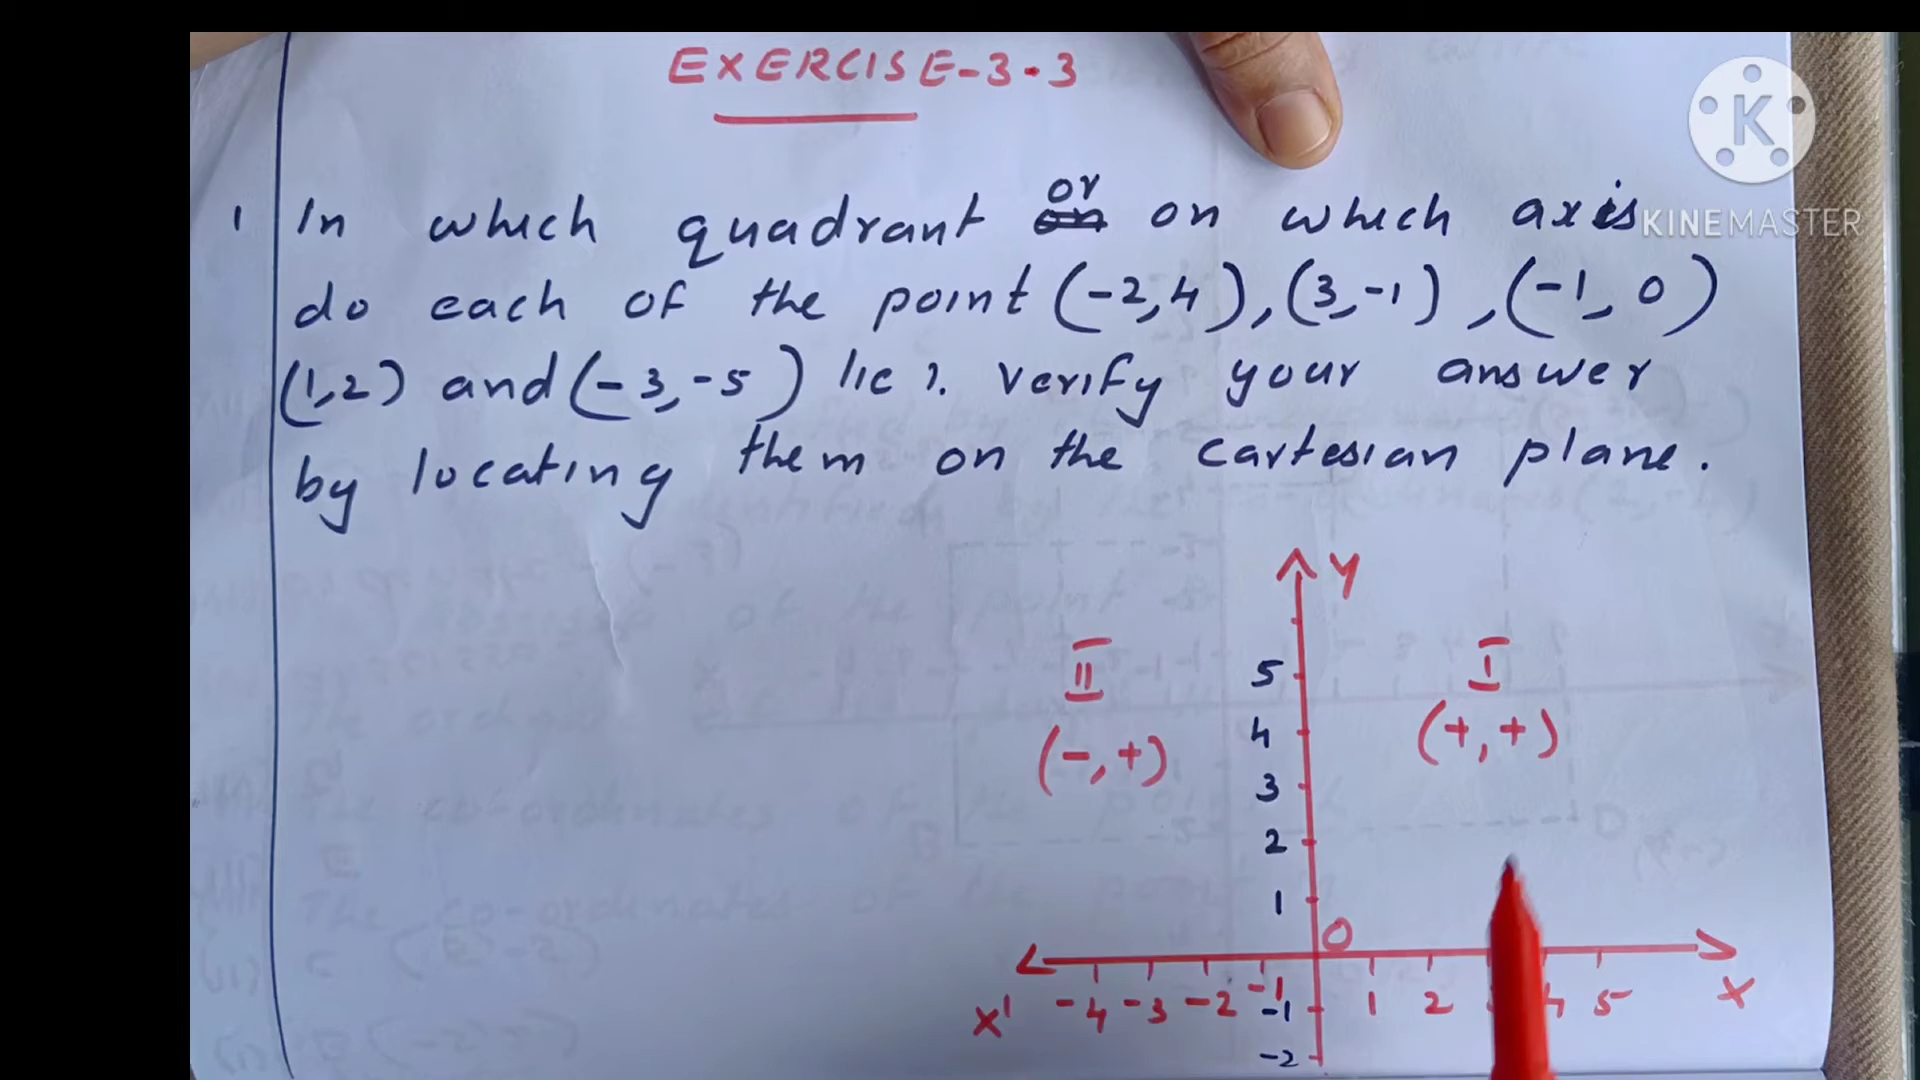 EXERCISE-3.3
K
KINEMASTER
or
1 In which quadrant on which axis
do each of the point (-2,4), (3,-1), (-1, 0)
(1,2) and (-3,-5) lie?. Verify your answer
by locating them on the cartesian plane.
Y
II I
5
(-,+) 4 (+,+)
3
2
1
O
-4 -3 -2 -1 1 2 4 5
X' -1 X
-2